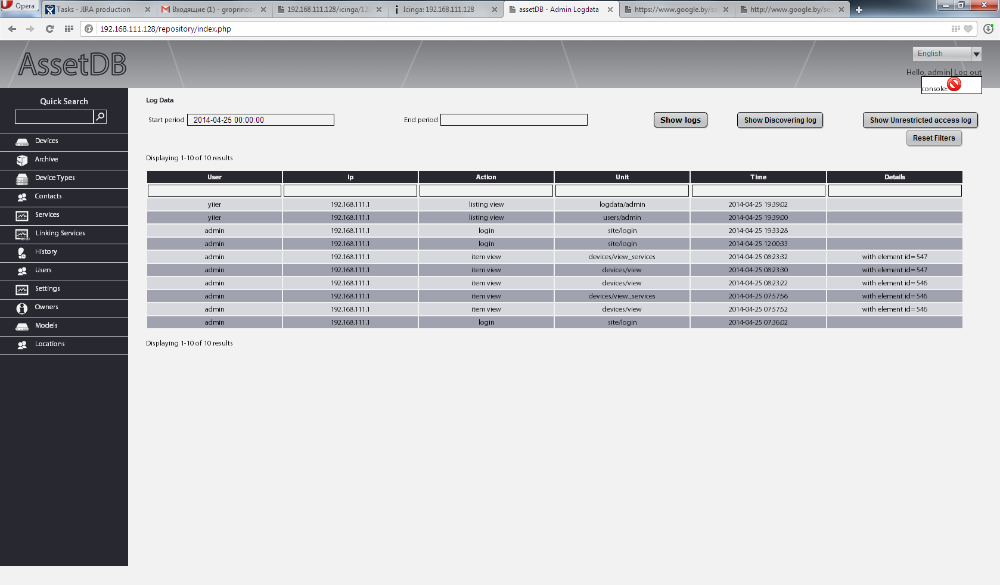 Opera
Tasks - JIRA production
Входящие (1) - groprinosi
192.168.111.128/icinga/123
Icinga: 192.168.111.128
assetDB - Admin Logdata
https://www.google.by/se
http://www.google.by/sea
192.168.111.128/repository/index.php
AssetDB
English
Hello, admin| Log out
console:
Quick Search
Devices
Archive
Device Types
Contacts
Services
Linking Services
History
Users
Settings
Owners
Models
Locations
Log Data
Start period 2014-04-25 00:00:00 End period Show logs Show Discovering log Show Unrestricted access log
Reset Filters
Displaying 1-10 of 10 results
User Ip Action Unit Time Details
yiier 192.168.111.1 listing view logdata/admin 2014-04-25 19:39:02
yiier 192.168.111.1 listing view users/admin 2014-04-25 19:39:00
admin 192.168.111.1 login site/login 2014-04-25 19:33:28
admin 192.168.111.1 login site/login 2014-04-25 12:00:33
admin 192.168.111.1 item view devices/view_services 2014-04-25 08:23:32 with element id=547
admin 192.168.111.1 item view devices/view 2014-04-25 08:23:30 with element id=547
admin 192.168.111.1 item view devices/view 2014-04-25 08:23:22 with element id=546
admin 192.168.111.1 item view devices/view_services 2014-04-25 07:57:56 with element id=546
admin 192.168.111.1 item view devices/view 2014-04-25 07:57:52 with element id=546
admin 192.168.111.1 login site/login 2014-04-25 07:36:02
Displaying 1-10 of 10 results